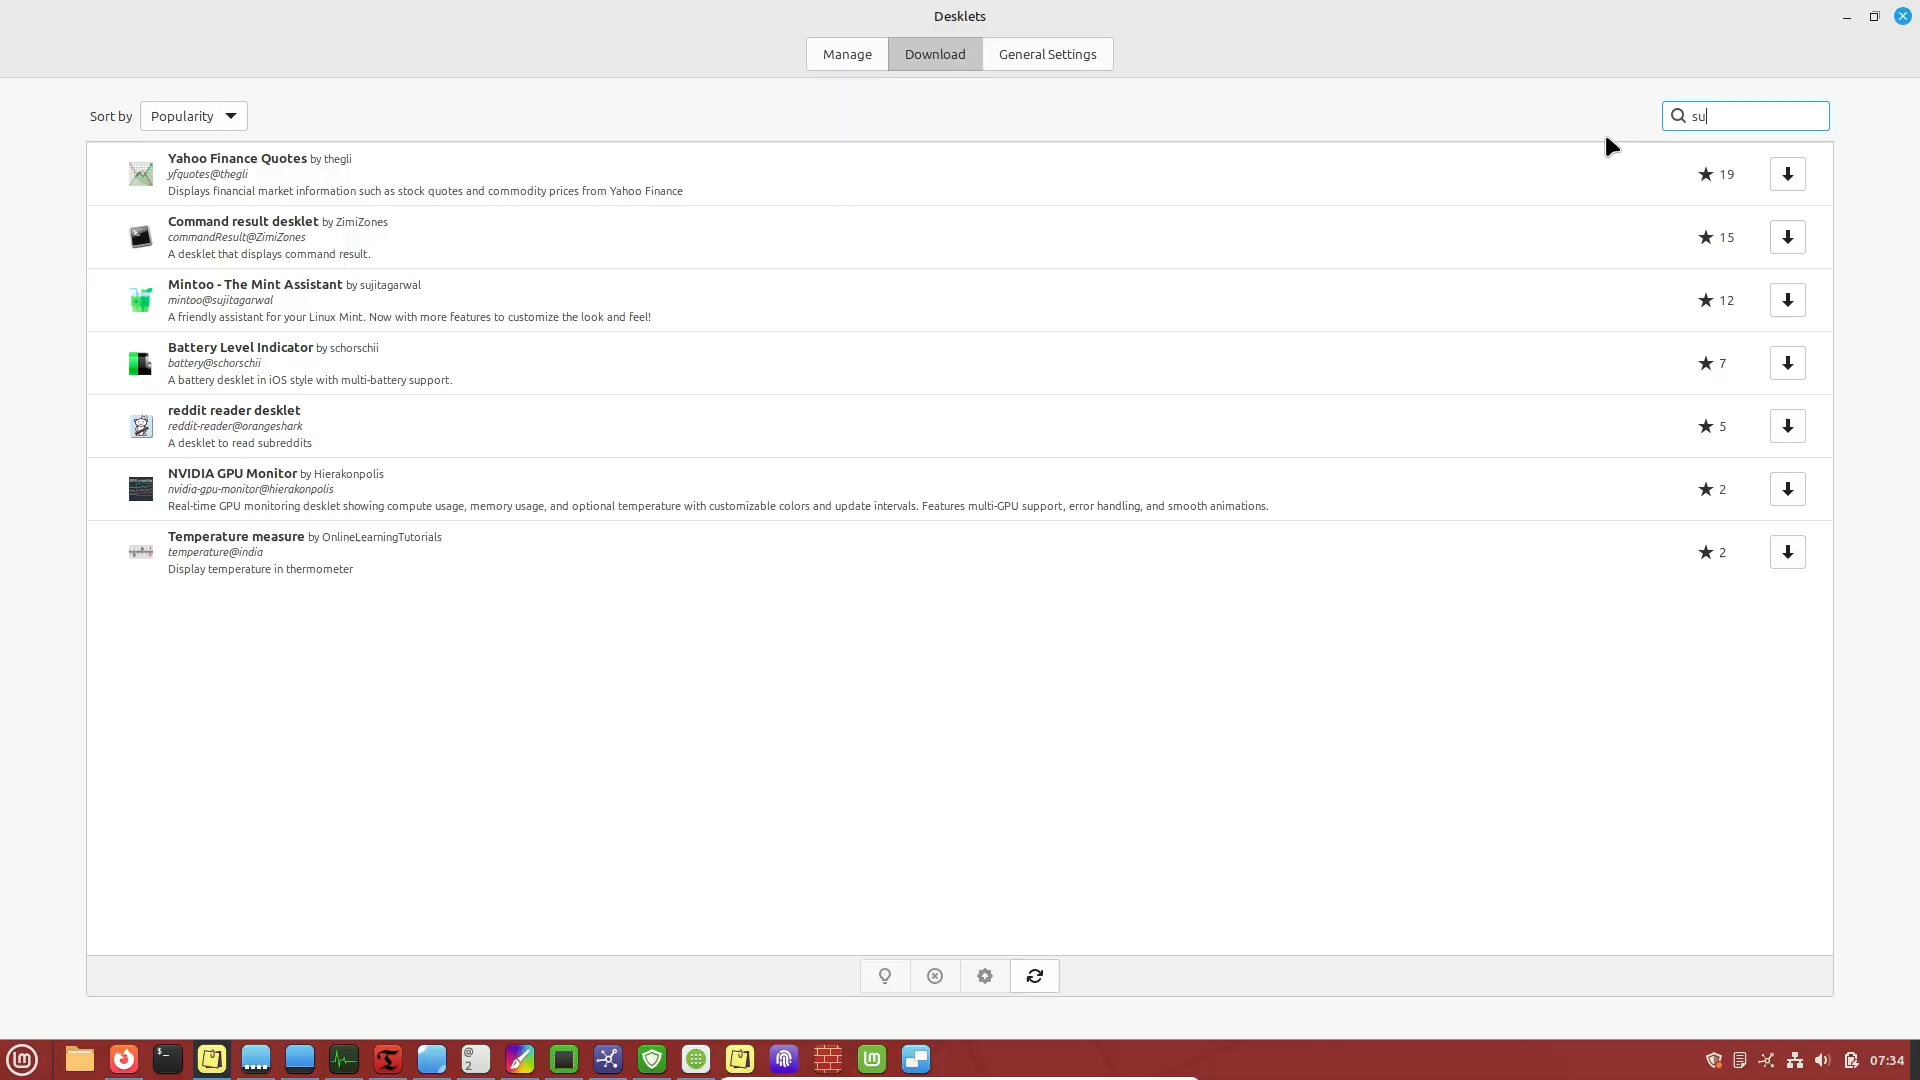 Desklets
Manage Download General Settings
Sort by Popularity su
Yahoo Finance Quotes by thegli
yfquotes@thegli
Displays financial market information such as stock quotes and commodity prices from Yahoo Finance
19
Command result desklet by ZimiZones
commandResult@ZimiZones
A desklet that displays command result.
15
Mintoo - The Mint Assistant by sujitagarwal
mintoo@sujitagarwal
A friendly assistant for your Linux Mint. Now with more features to customize the look and feel!
12
Battery Level Indicator by schorschii
battery@schorschii
A battery desklet in iOS style with multi-battery support.
7
reddit reader desklet
reddit-reader@orangeshark
A desklet to read subreddits
5
NVIDIA GPU Monitor by Hierakonpolis
nvidia-gpu-monitor@hierakonpolis
Real-time GPU monitoring desklet showing compute usage, memory usage, and optional temperature with customizable colors and update intervals. Features multi-GPU support, error handling, and smooth animations.
2
Temperature measure by OnlineLearningTutorials
temperature@india
Display temperature in thermometer
2
07:34